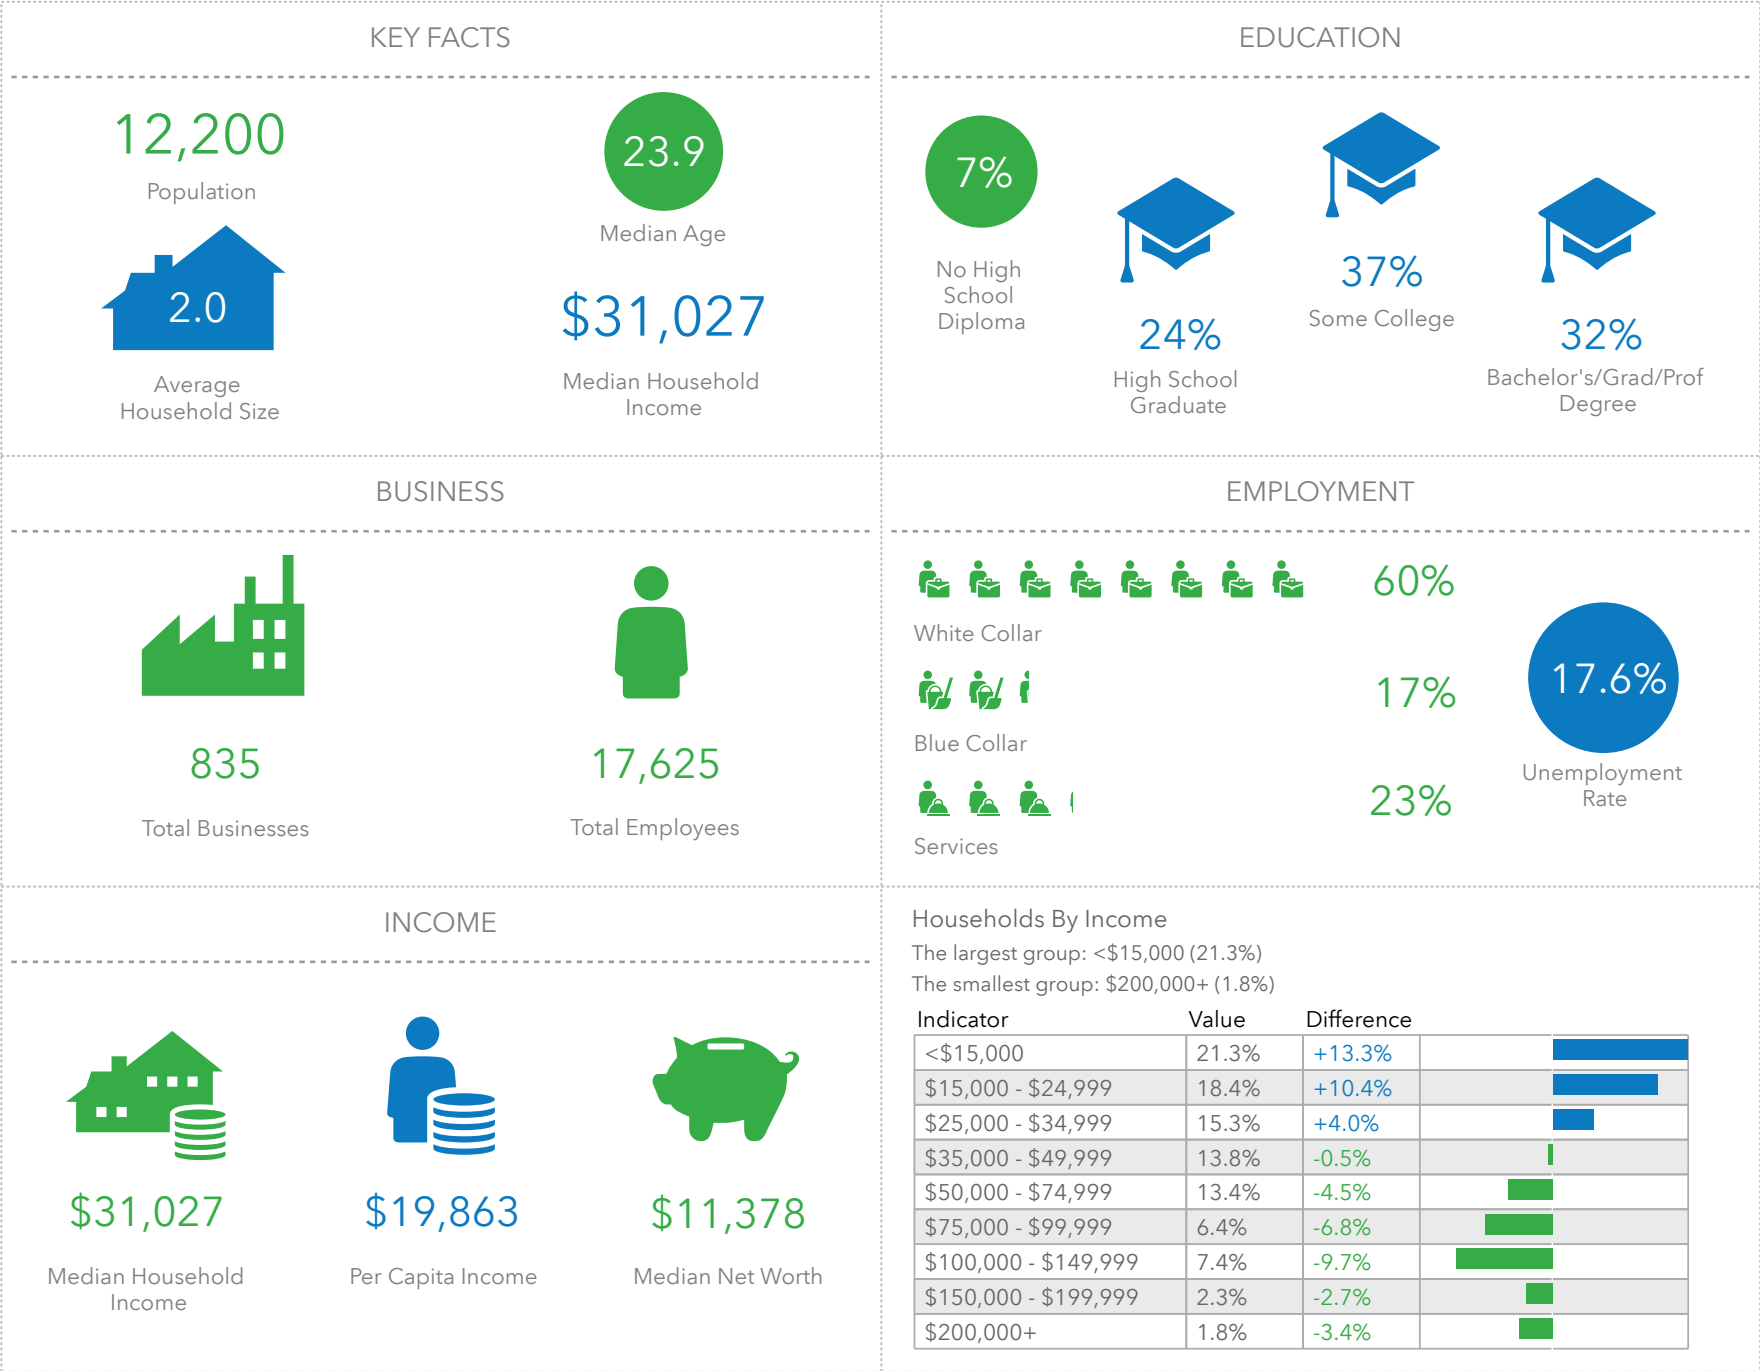 KEY FACTS
12,200
Population
23.9
Median Age
2.0
Average
Household Size
$31,027
Median Household
Income
EDUCATION
7%
No High
School
Diploma
24%
High School
Graduate
37%
Some College
32%
Bachelor's/Grad/Prof
Degree
BUSINESS
835
Total Businesses
17,625
Total Employees
EMPLOYMENT
60%
White Collar
17%
Blue Collar
23%
Services
17.6%
Unemployment
Rate
INCOME
$31,027
Median Household
Income
$19,863
Per Capita Income
$11,378
Median Net Worth
Households By Income
The largest group: <$15,000 (21.3%)
The smallest group: $200,000+ (1.8%)
Indicator Value Difference
<$15,000 21.3% +13.3%
$15,000 - $24,999 18.4% +10.4%
$25,000 - $34,999 15.3% +4.0%
$35,000 - $49,999 13.8% -0.5%
$50,000 - $74,999 13.4% -4.5%
$75,000 - $99,999 6.4% -6.8%
$100,000 - $149,999 7.4% -9.7%
$150,000 - $199,999 2.3% -2.7%
$200,000+ 1.8% -3.4%